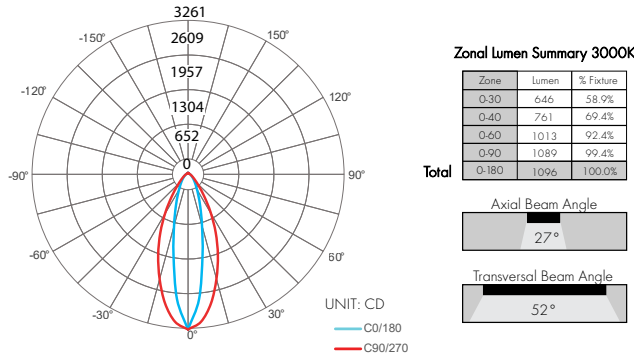 3261
2609
1957
1304
652
0
-150°
150°
-120°
120°
-90°
90°
-60°
60°
-30°
30°
0°
UNIT: CD
C0/180
C90/270
Zonal Lumen Summary 3000K
Zone Lumen % Fixture
0-30 646 58.9%
0-40 761 69.4%
0-60 1013 92.4%
0-90 1089 99.4%
Total 0-180 1096 100.0%
Axial Beam Angle
27°
Transversal Beam Angle
52°